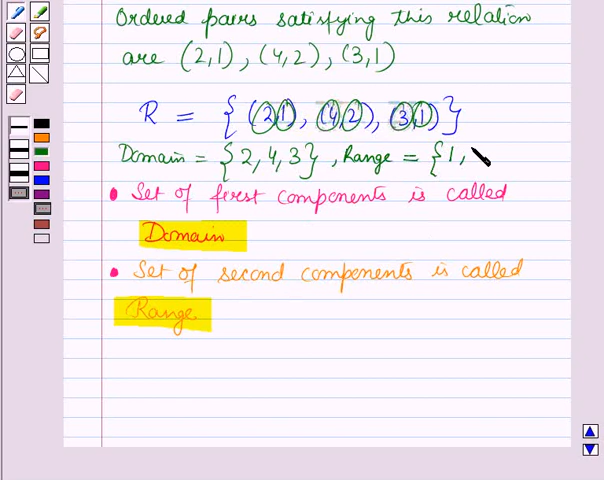 Ordered pairs satisfying this relation
are (2,1), (4,2), (3,1)
R = {(2,1), (4,2), (3,1)}
Domain = {2,4,3}, Range = {1,
• Set of first components is called
Domain
• Set of second components is called
Range